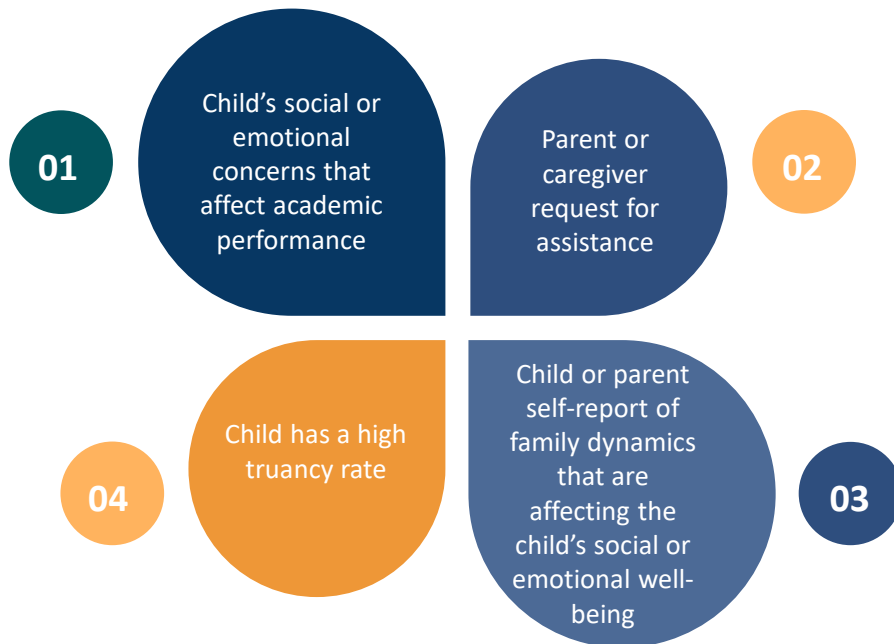 01
Child’s social or
emotional
concerns that
affect academic
performance
Parent or
caregiver
request for
assistance
02
04
Child has a high
truancy rate
Child or parent
self-report of
family dynamics
that are
affecting the
child’s social or
emotional well-
being
03